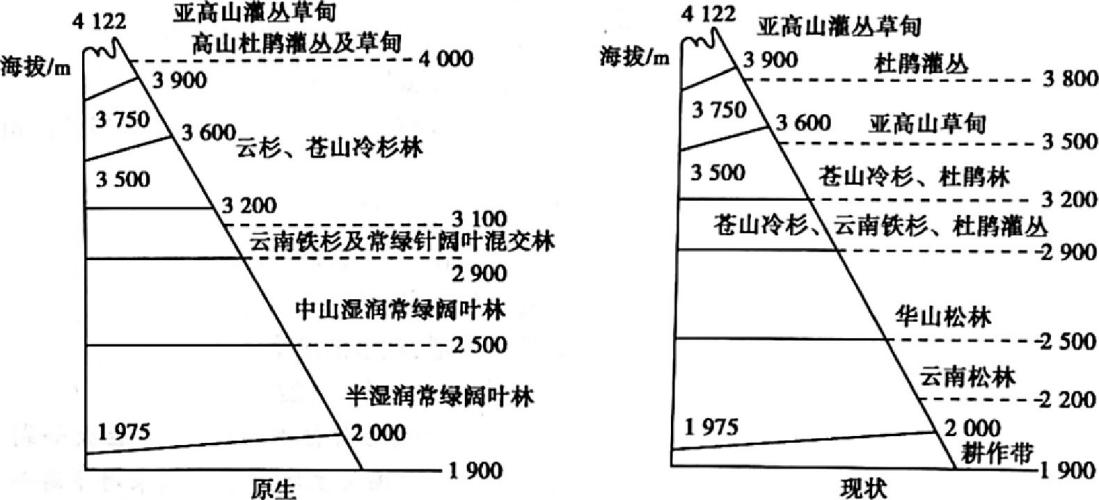 4 122
亚高山灌丛草甸
高山杜鹃灌丛及草甸
4 000
海拔/m
3 900
3 750
3 600
云杉、苍山冷杉林
3 500
3 200
3 100
云南铁杉及常绿针阔叶混交林
2 900
中山湿润常绿阔叶林
2 500
半湿润常绿阔叶林
1 975
2 000
1 900
原生
4 122
亚高山灌丛草甸
海拔/m
3 900
杜鹃灌丛
3 800
3 750
3 600
亚高山草甸
3 500
3 500
苍山冷杉、杜鹃林
3 200
苍山冷杉、云南铁杉、杜鹃灌丛
2 900
华山松林
2 500
云南松林
2 200
1 975
2 000
耕作带
1 900
现状